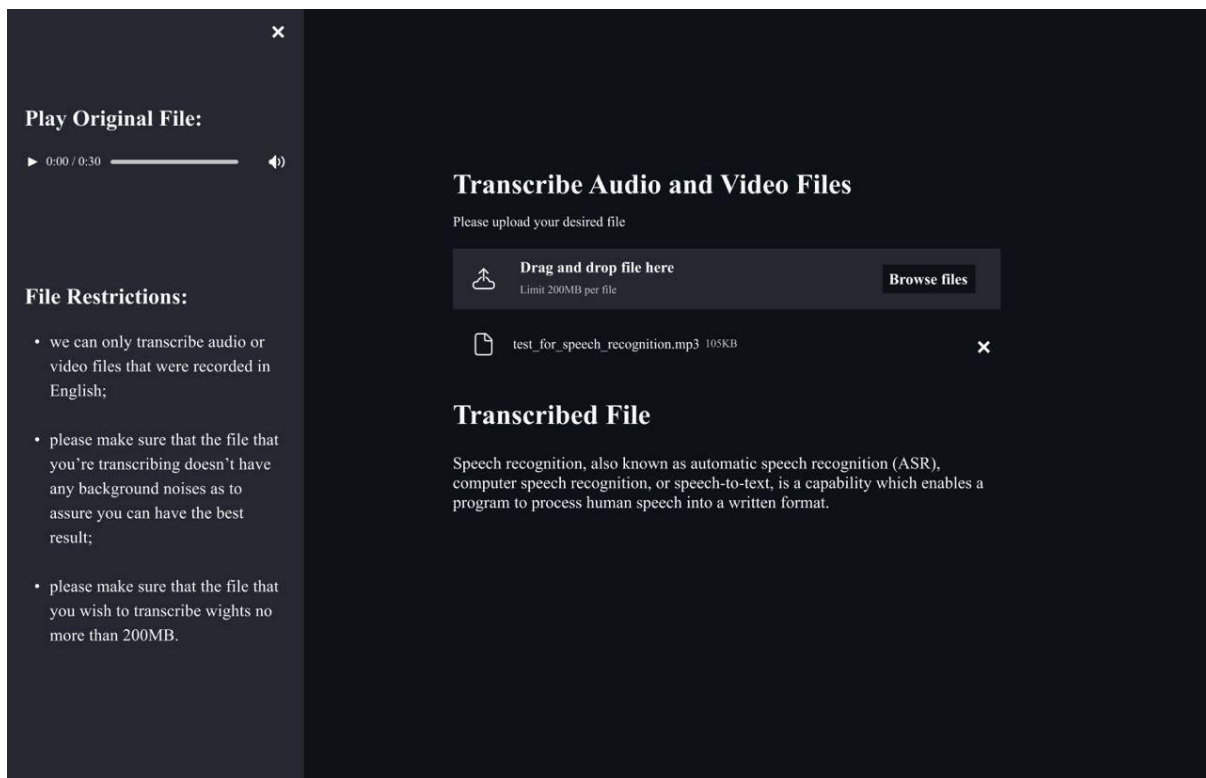 Play Original File:
0:00 / 0:30
File Restrictions:
• we can only transcribe audio or
video files that were recorded in
English;
• please make sure that the file that
you're transcribing doesn't have
any background noises as to
assure you can have the best
result;
• please make sure that the file that
you wish to transcribe wights no
more than 200MB.
Transcribe Audio and Video Files
Please upload your desired file
Drag and drop file here
Limit 200MB per file
Browse files
test_for_speech_recognition.mp3 105KB
Transcribed File
Speech recognition, also known as automatic speech recognition (ASR),
computer speech recognition, or speech-to-text, is a capability which enables a
program to process human speech into a written format.